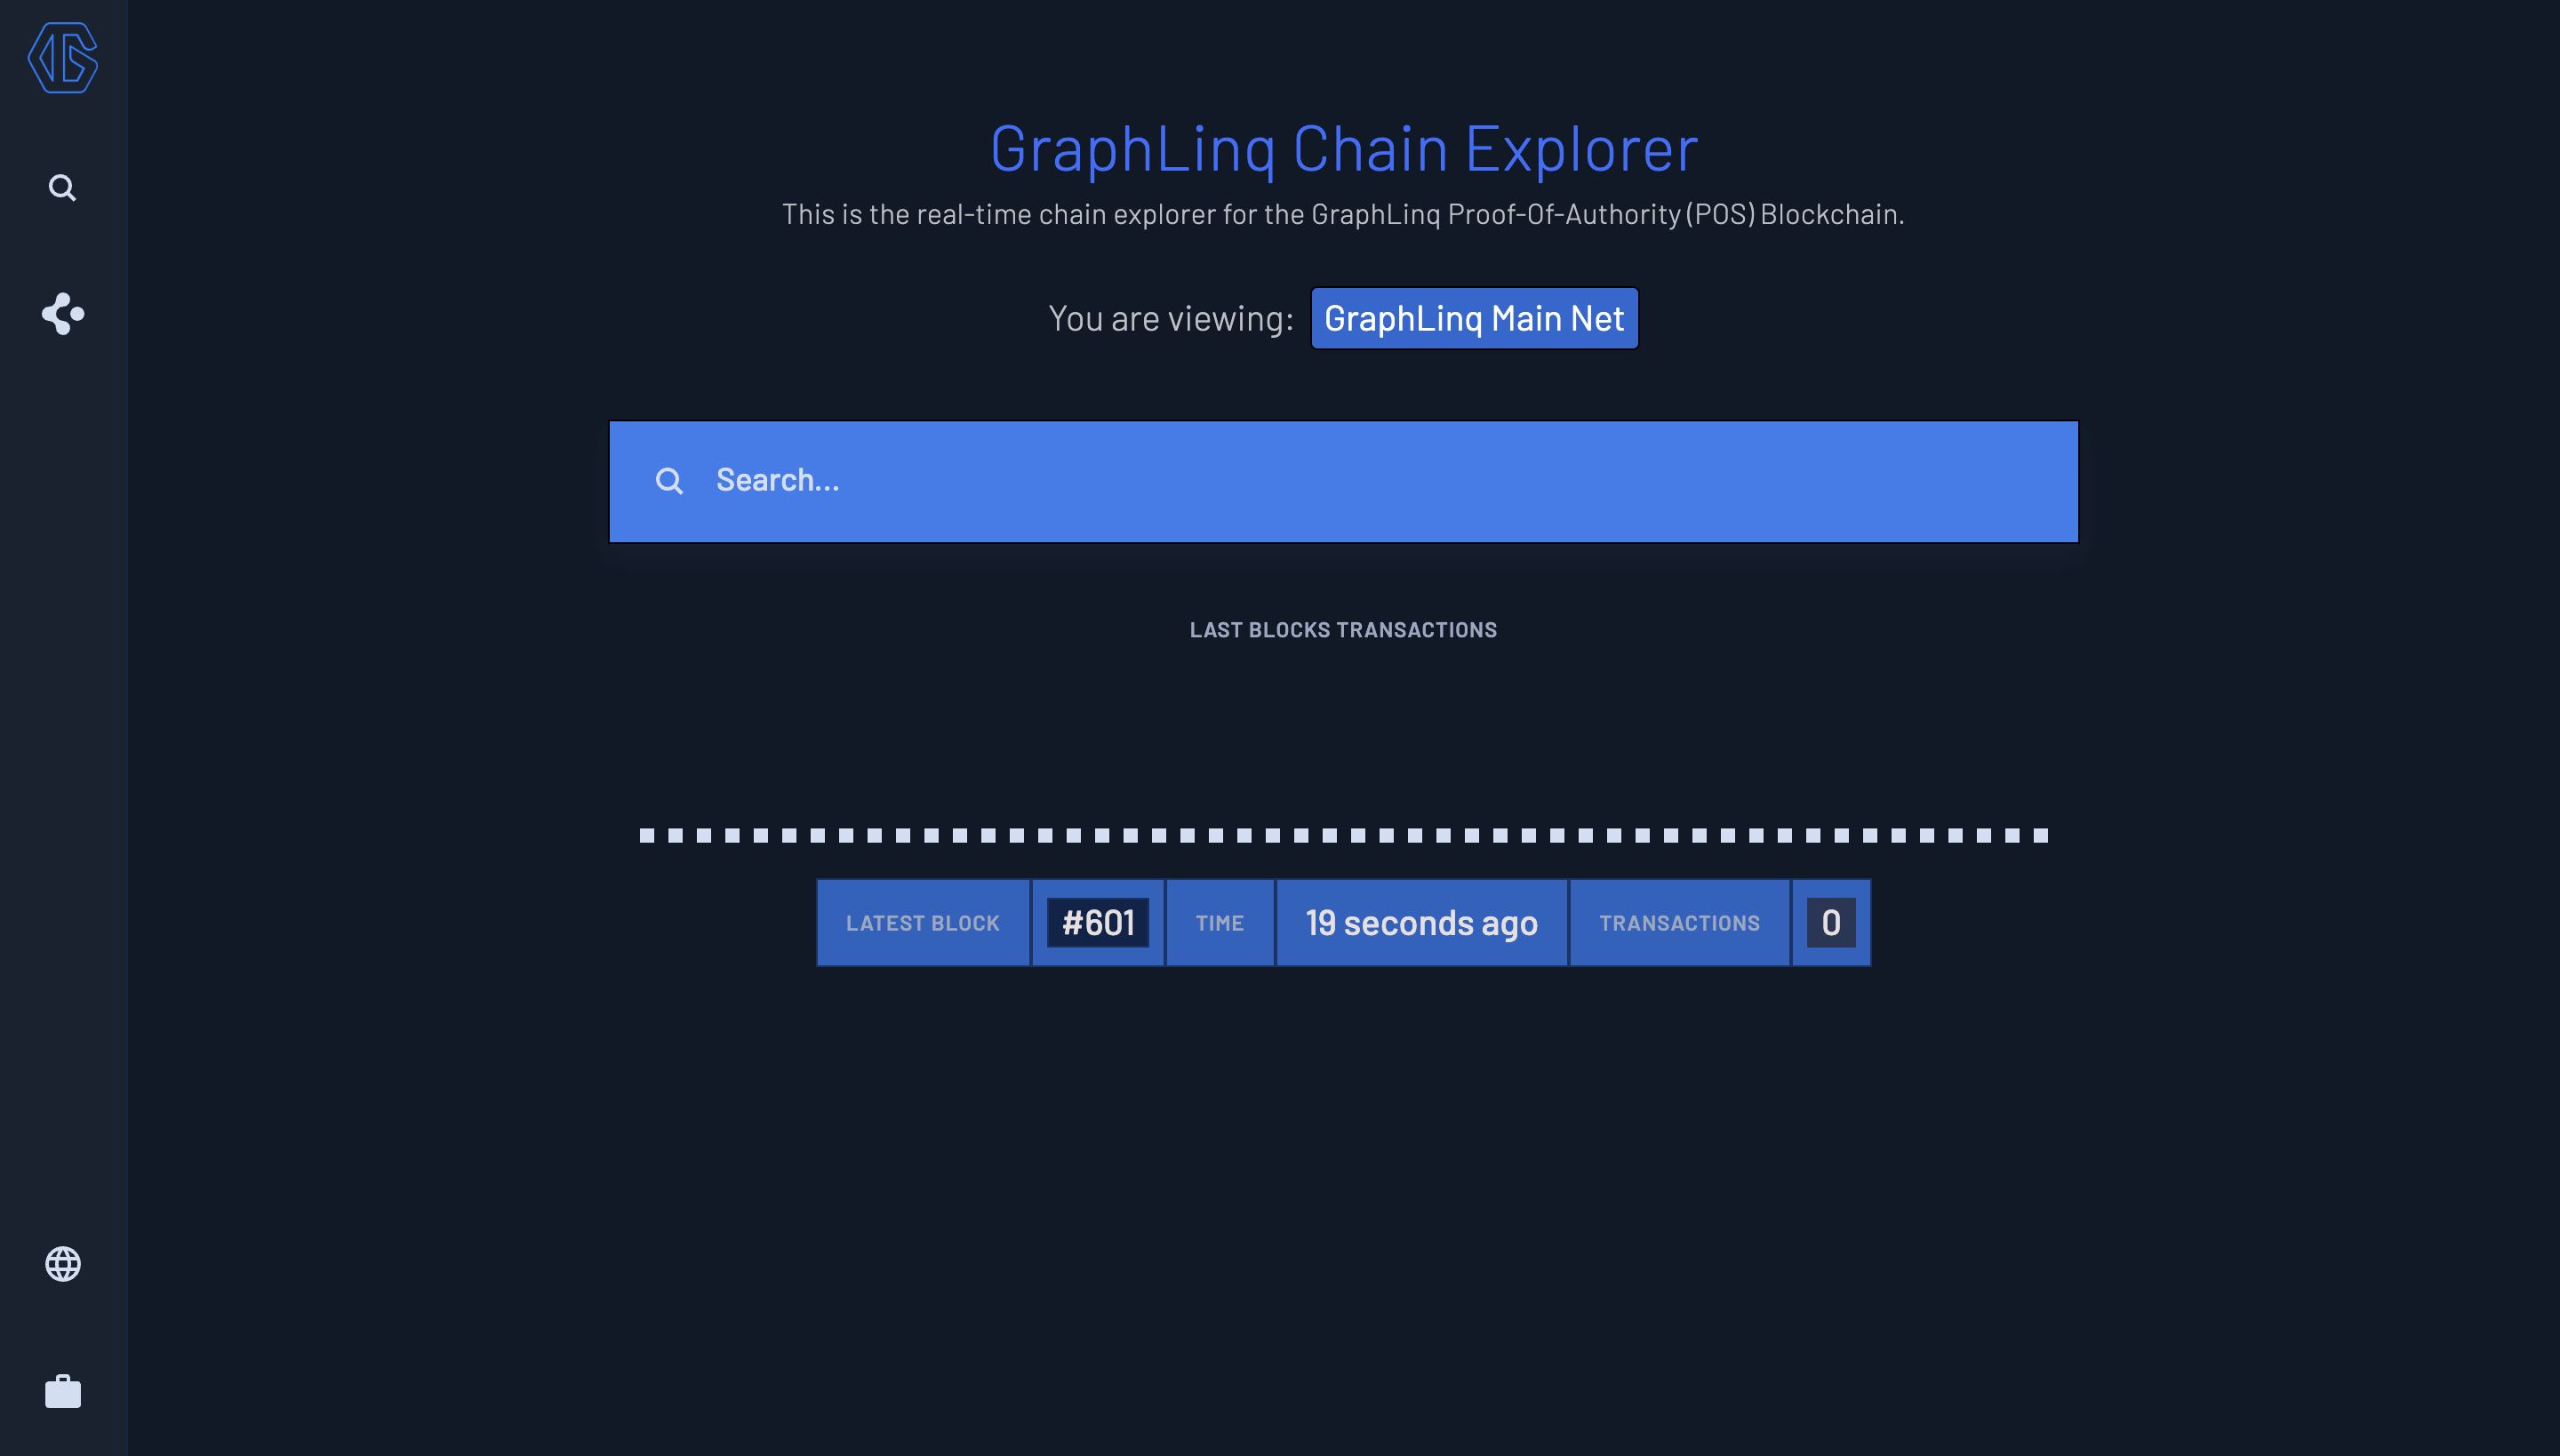 GraphLinq Chain Explorer
This is the real-time chain explorer for the GraphLinq Proof-Of-Authority (POS) Blockchain.
You are viewing: GraphLinq Main Net
Search...
LAST BLOCKS TRANSACTIONS
LATEST BLOCK #601 TIME 19 seconds ago TRANSACTIONS 0